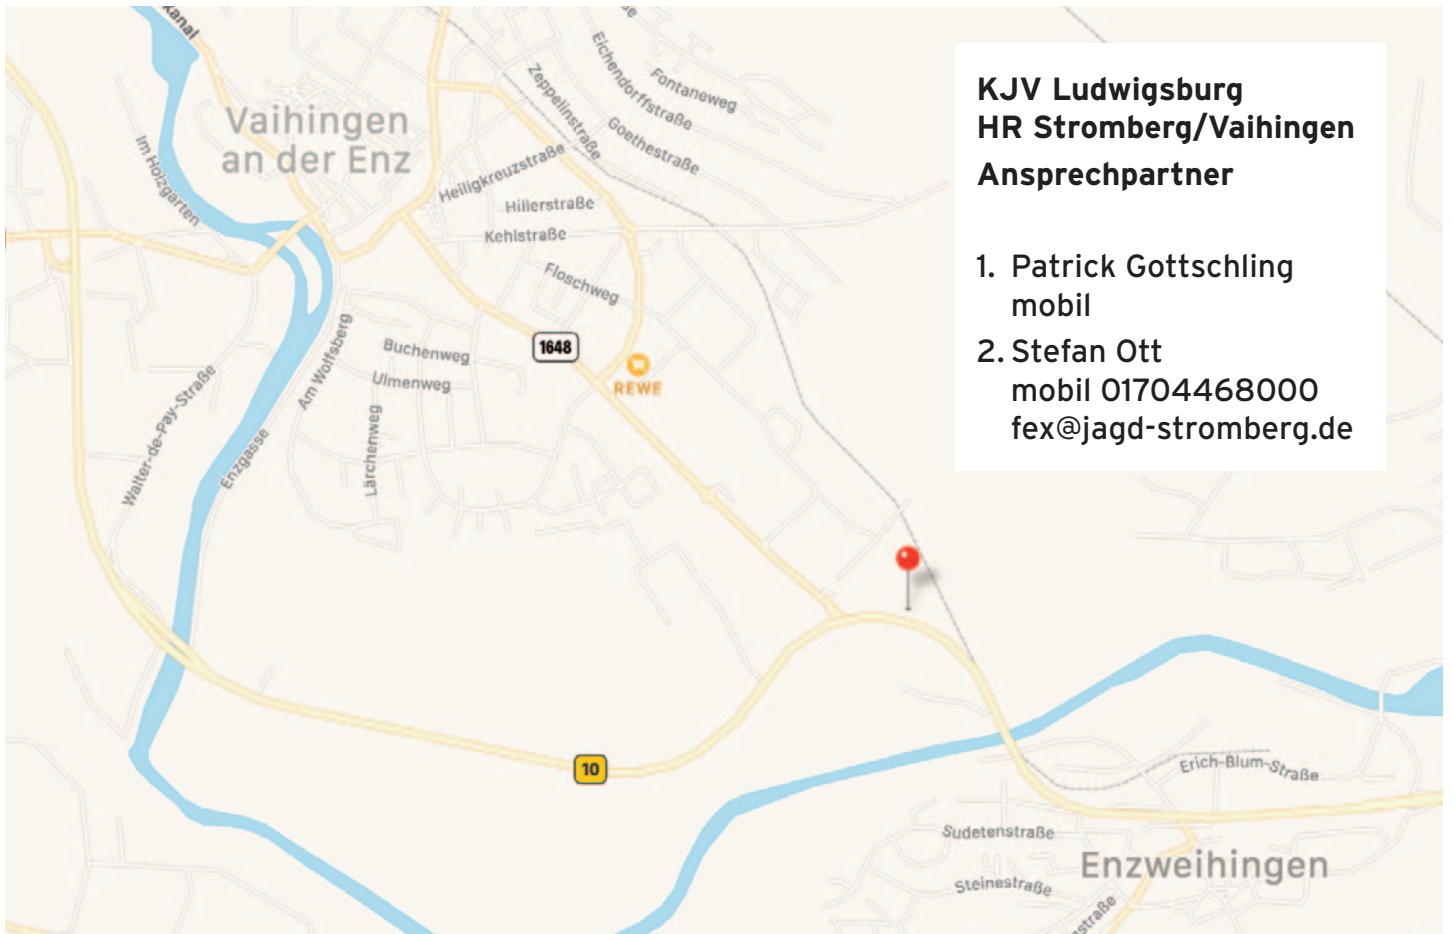 kanal
Vaihingen
an der Enz
Im Holzgarten
Eichendorffstraße
Fontaneweg
Zeppelinstraße
Goethestraße
Heiligkreuzstraße
Hillerstraße
Kehlstraße
Floschweg
1648
REWE
Buchenweg
Ulmenweg
Am Wolfsberg
Lärchenweg
Walter-de-Pay-Straße
Enzgasse
KJV Ludwigsburg
HR Stromberg/Vaihingen
Ansprechpartner
1. Patrick Gottschling
mobil
2. Stefan Ott
mobil 01704468000
fex@jagd-stromberg.de
10
Erich-Blum-Straße
Sudetenstraße
Enzweihingen
Steinestraße